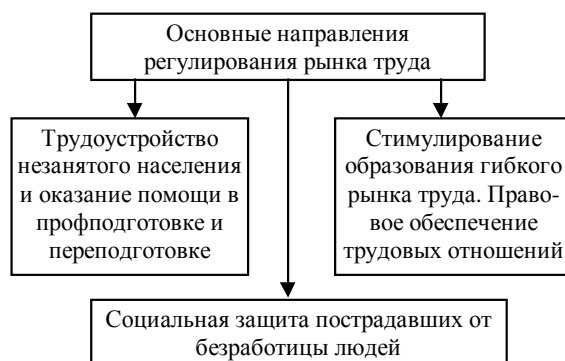 Основные направления
регулирования рынка труда
Трудоустройство
незанятого населения
и оказание помощи в
профподготовке и
переподготовке
Стимулирование
образования гибкого
рынка труда. Право-
вое обеспечение
трудовых отношений
Социальная защита пострадавших от
безработицы людей